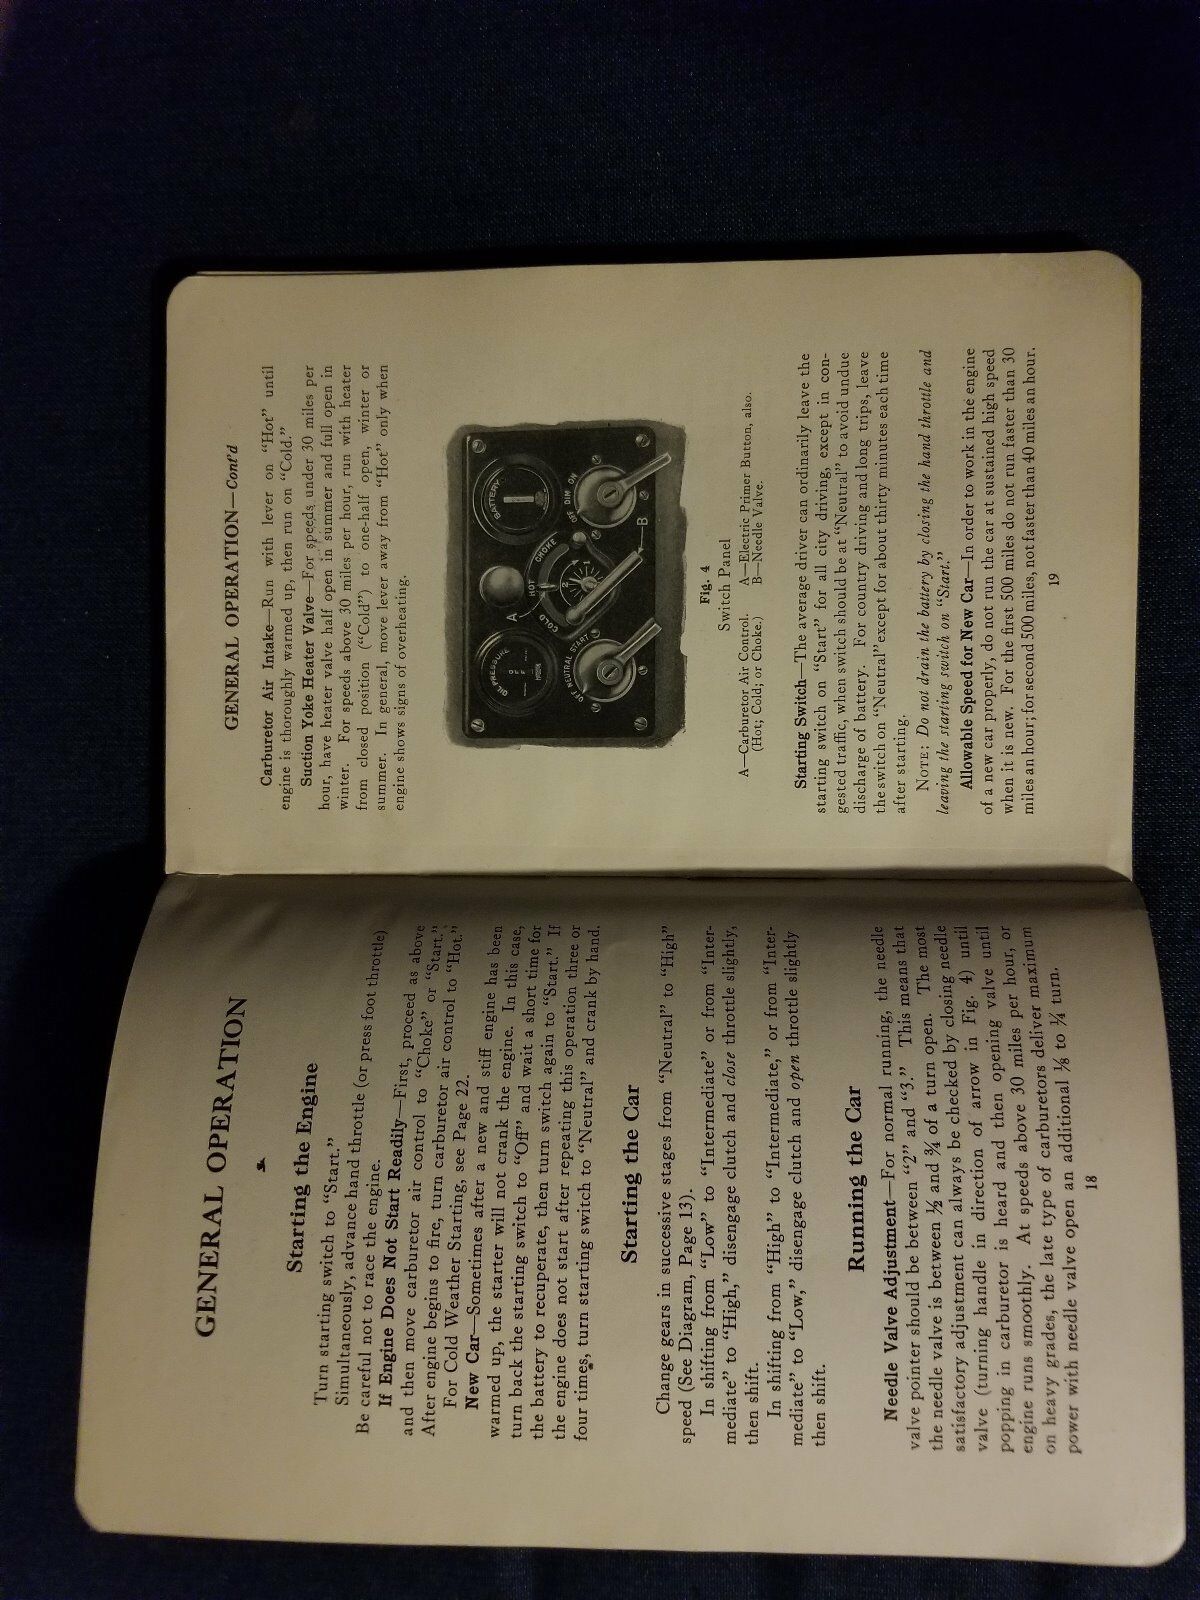 GENERAL OPERATION
Starting the Engine
Turn starting switch to “Start.”
Simultaneously, advance hand throttle (or press foot throttle)
Be careful not to race the engine.
If Engine Does Not Start Readily—First, proceed as above
and then move carburetor air control to “Choke” or “Start.”
After engine begins to fire, turn carburetor air control to “Hot.”
For Cold Weather Starting, see Page 22.
New Car—Sometimes after a new and stiff engine has been
warmed up, the starter will not crank the engine. In this case,
turn back the starting switch to “Off” and wait a short time for
the battery to recuperate, then turn switch again to “Start.” If
the engine does not start after repeating this operation three or
four times, turn starting switch to “Neutral” and crank by hand.
Starting the Car
Change gears in successive stages from “Neutral” to “High”
speed (See Diagram, Page 13).
In shifting from “Low” to “Intermediate” or from “Inter-
mediate” to “High,” disengage clutch and close throttle slightly,
then shift.
In shifting from “High” to “Intermediate,” or from “Inter-
mediate” to “Low,” disengage clutch and open throttle slightly
then shift.
Running the Car
Needle Valve Adjustment—For normal running, the needle
valve pointer should be between “2” and “3.” This means that
the needle valve is between ½ and ¾ of a turn open. The most
satisfactory adjustment can always be checked by closing needle
valve (turning handle in direction of arrow in Fig. 4) until
popping in carburetor is heard and then opening valve until
engine runs smoothly. At speeds above 30 miles per hour, or
on heavy grades, the late type of carburetors deliver maximum
power with needle valve open an additional ⅛ to ¼ turn.
18
GENERAL OPERATION—Cont'd
Carburetor Air Intake—Run with lever on “Hot” until
engine is thoroughly warmed up, then run on “Cold.”
Suction Yoke Heater Valve—For speeds under 30 miles per
hour, have heater valve half open in summer and full open in
winter. For speeds above 30 miles per hour, run with heater
from closed position (“Cold”) to one-half open, winter or
summer. In general, move lever away from “Hot” only when
engine shows signs of overheating.
OIL PRESSURE
A
COLD HOT CHOKE
BATTERY
OFF NEUTRAL START
2
OFF DIM ON
B
Fig. 4
Switch Panel
A—Carburetor Air Control. A—Electric Primer Button, also.
(Hot; Cold; or Choke.) B—Needle Valve.
Starting Switch—The average driver can ordinarily leave the
starting switch on “Start” for all city driving, except in con-
gested traffic, when switch should be at “Neutral” to avoid undue
discharge of battery. For country driving and long trips, leave
the switch on “Neutral” except for about thirty minutes each time
after starting.
NOTE: Do not drain the battery by closing the hand throttle and
leaving the starting switch on “Start.”
Allowable Speed for New Car—In order to work in the engine
of a new car properly, do not run the car at sustained high speed
when it is new. For the first 500 miles do not run faster than 30
miles an hour; for second 500 miles, not faster than 40 miles an hour.
19